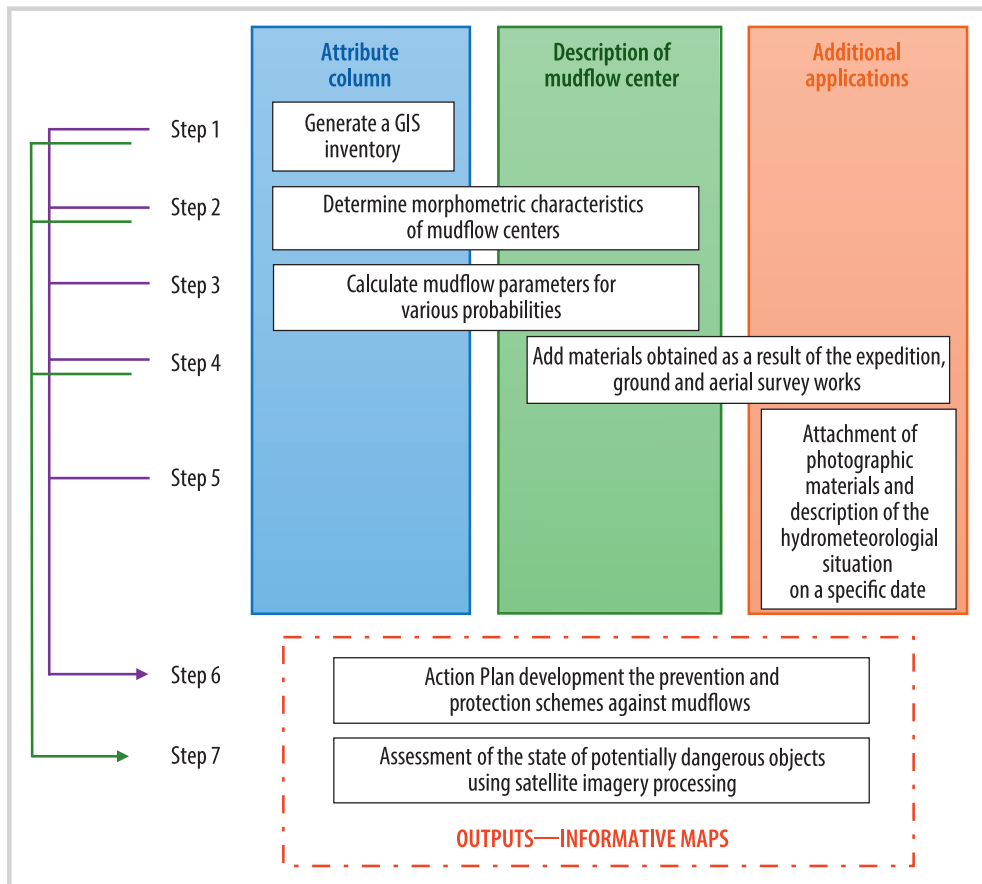 Attribute
column
Description of
mudflow center
Additional
applications
Step 1
Generate a GIS
inventory
Step 2
Determine morphometric characteristics
of mudflow centers
Step 3
Calculate mudflow parameters for
various probabilities
Step 4
Add materials obtained as a result of the expedition,
ground and aerial survey works
Step 5
Attachment of
photographic
materials and
description of the
hydrometeorologial
situation
on a specific date
Step 6
Action Plan development the prevention and
protection schemes against mudflows
Step 7
Assessment of the state of potentially dangerous objects
using satellite imagery processing
OUTPUTS—INFORMATIVE MAPS